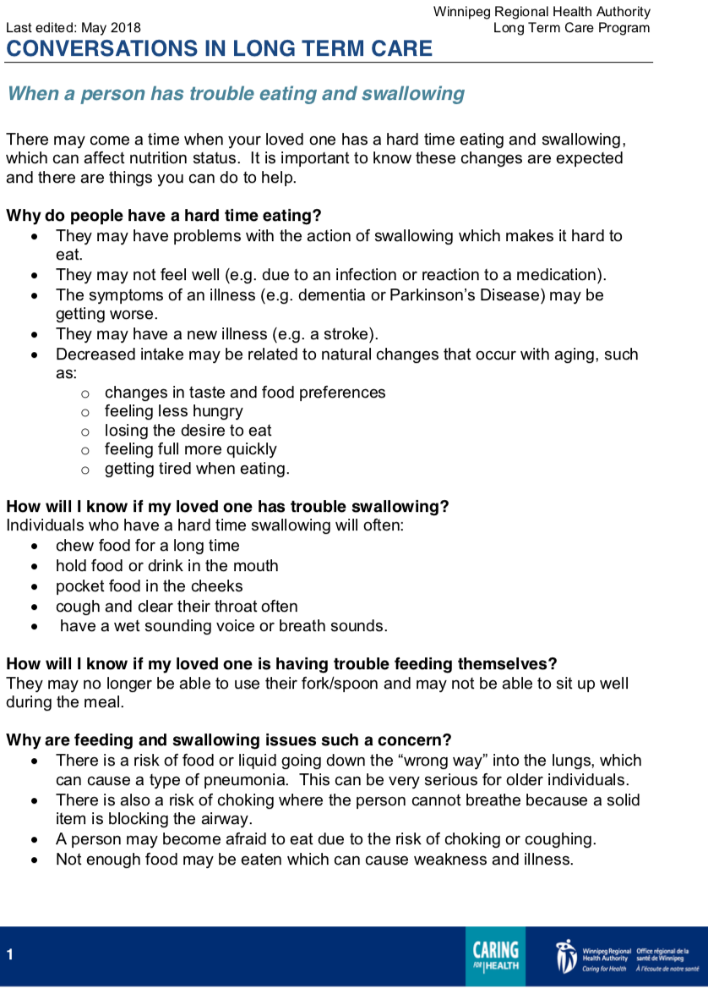 Winnipeg Regional Health Authority
Last edited: May 2018
Long Term Care Program
CONVERSATIONS IN LONG TERM CARE
When a person has trouble eating and swallowing
There may come a time when your loved one has a hard time eating and swallowing,
which can affect nutrition status.  It is important to know these changes are expected
and there are things you can do to help.
Why do people have a hard time eating?
• They may have problems with the action of swallowing which makes it hard to
eat.
• They may not feel well (e.g. due to an infection or reaction to a medication).
• The symptoms of an illness (e.g. dementia or Parkinson's Disease) may be
getting worse.
• They may have a new illness (e.g. a stroke).
• Decreased intake may be related to natural changes that occur with aging, such
as:
o changes in taste and food preferences
o feeling less hungry
o losing the desire to eat
o feeling full more quickly
o getting tired when eating.
How will I know if my loved one has trouble swallowing?
Individuals who have a hard time swallowing will often:
• chew food for a long time
• hold food or drink in the mouth
• pocket food in the cheeks
• cough and clear their throat often
• have a wet sounding voice or breath sounds.
How will I know if my loved one is having trouble feeding themselves?
They may no longer be able to use their fork/spoon and may not be able to sit up well
during the meal.
Why are feeding and swallowing issues such a concern?
• There is a risk of food or liquid going down the “wrong way” into the lungs, which
can cause a type of pneumonia.  This can be very serious for older individuals.
• There is also a risk of choking where the person cannot breathe because a solid
item is blocking the airway.
• A person may become afraid to eat due to the risk of choking or coughing.
• Not enough food may be eaten which can cause weakness and illness.
1
CARING
FOR HEALTH
Winnipeg Regional
Health Authority
Caring for Health
Office régional de la
santé de Winnipeg
À l'écoute de notre santé